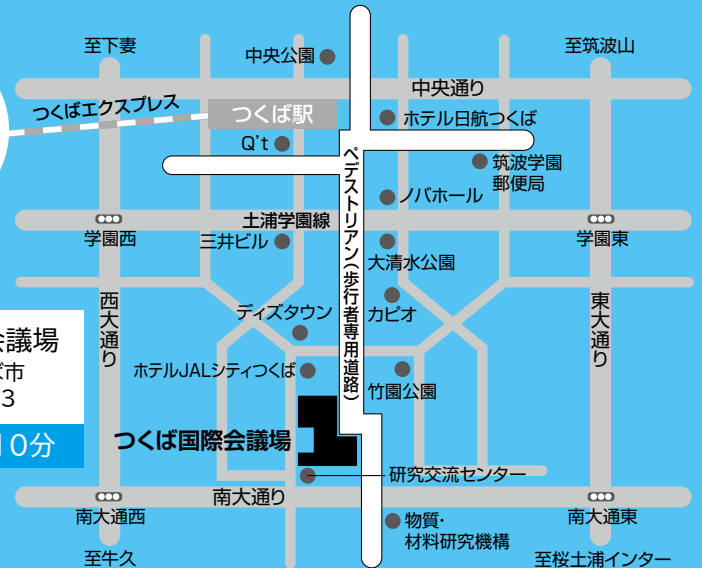 至下妻
中央公園
至筑波山
中央通り
つくばエクスプレス
つくば駅
ホテル日航つくば
Q't
筑波学園
郵便局
ペデストリアン(歩行者専用道路)
ノバホール
土浦学園線
学園西
三井ビル
大清水公園
学園東
西大通り
東大通り
ディズタウン
カピオ
会議場
市
3
0分
ホテルJALシティつくば
竹園公園
つくば国際会議場
研究交流センター
南大通り
南大通西
物質・
材料研究機構
南大通東
至牛久
至桜土浦インター